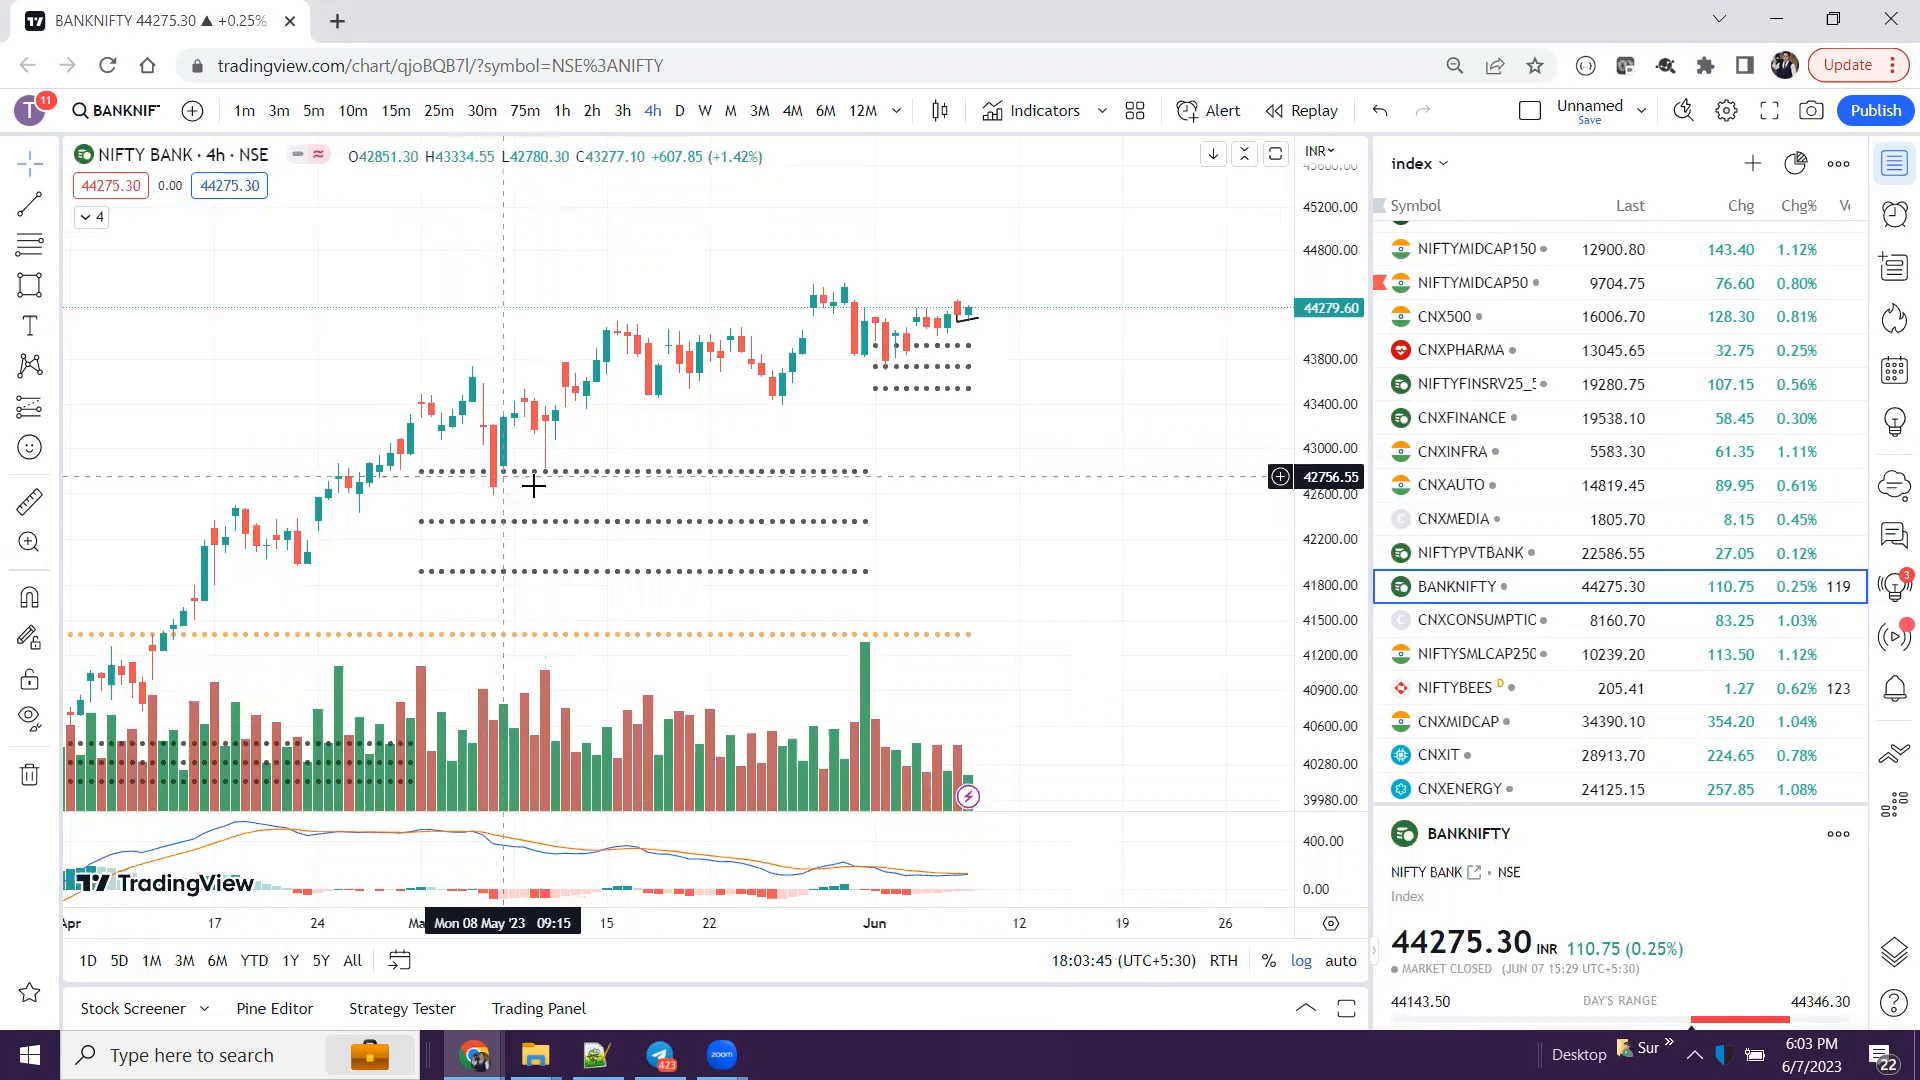 BANKNIFTY 44275.30 ▲ +0.25%
tradingview.com/chart/qjoBQB7l/?symbol=NSE%3ANIFTY
Update
T 11 BANKNIF 1m 3m 5m 10m 15m 25m 30m 75m 1h 2h 3h 4h D W M 3M 4M 6M 12M Indicators Alert Replay Unnamed Save Publish
NIFTY BANK · 4h · NSE O42851.30 H43334.55 L42780.30 C43277.10 +607.85 (+1.42%) INR
44275.30 0.00 44275.30
4
45200.00
44800.00
44279.60
43800.00
43400.00
43000.00
42756.55
42600.00
42200.00
41800.00
41500.00
41200.00
40900.00
40600.00
40280.00
39980.00
400.00
0.00
TradingView
Apr 17 24 Ma Mon 08 May '23 09:15 15 22 Jun 12 19 26
1D 5D 1M 3M 6M YTD 1Y 5Y All 18:03:45 (UTC+5:30) RTH % log auto
Stock Screener Pine Editor Strategy Tester Trading Panel
index
Symbol Last Chg Chg%
NIFTYMIDCAP150 12900.80 143.40 1.12%
NIFTYMIDCAP50 9704.75 76.60 0.80%
CNX500 16006.70 128.30 0.81%
CNXPHARMA 13045.65 32.75 0.25%
NIFTYFINSRV25_5 19280.75 107.15 0.56%
CNXFINANCE 19538.10 58.45 0.30%
CNXINFRA 5583.30 61.35 1.11%
CNXAUTO 14819.45 89.95 0.61%
CNXMEDIA 1805.70 8.15 0.45%
NIFTYPVTBANK 22586.55 27.05 0.12%
BANKNIFTY 44275.30 110.75 0.25% 119
CNXCONSUMPTIO 8160.70 83.25 1.03%
NIFTYSMLCAP250 10239.20 113.50 1.12%
NIFTYBEES D 205.41 1.27 0.62% 123
CNXMIDCAP 34390.10 354.20 1.04%
CNXIT 28913.70 224.65 0.78%
CNXENERGY 24125.15 257.85 1.08%
3
BANKNIFTY
NIFTY BANK · NSE
Index
44275.30 INR 110.75 (0.25%)
MARKET CLOSED (JUN 07 15:29 UTC+5:30)
44143.50 DAY'S RANGE 44346.30
Type here to search 423 zoom Desktop Sur 6:03 PM
6/7/2023 22